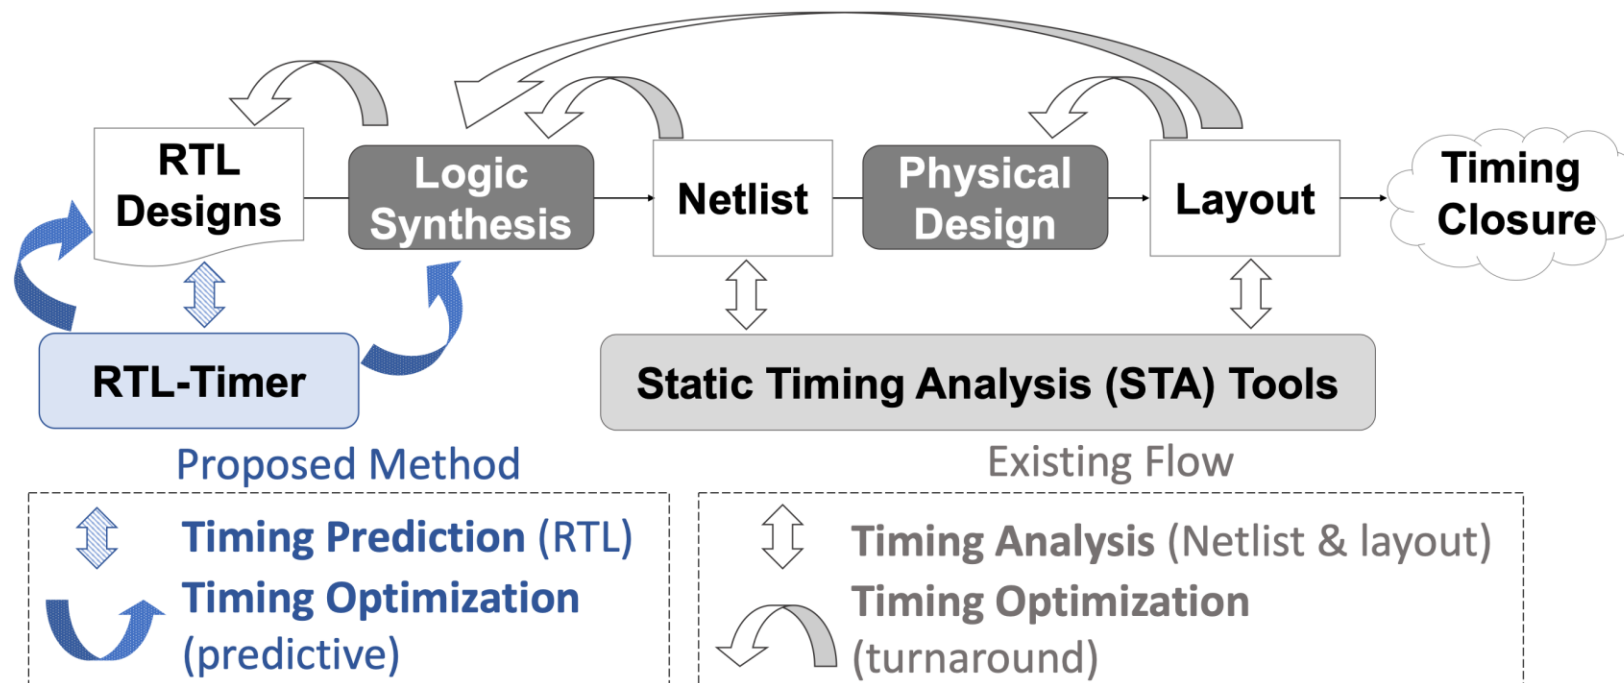 RTL
Designs
Logic
Synthesis
Netlist
Physical
Design
Layout
Timing
Closure
RTL-Timer
Static Timing Analysis (STA) Tools
Proposed Method
Existing Flow
Timing Prediction (RTL)
Timing Optimization
(predictive)
Timing Analysis (Netlist & layout)
Timing Optimization
(turnaround)